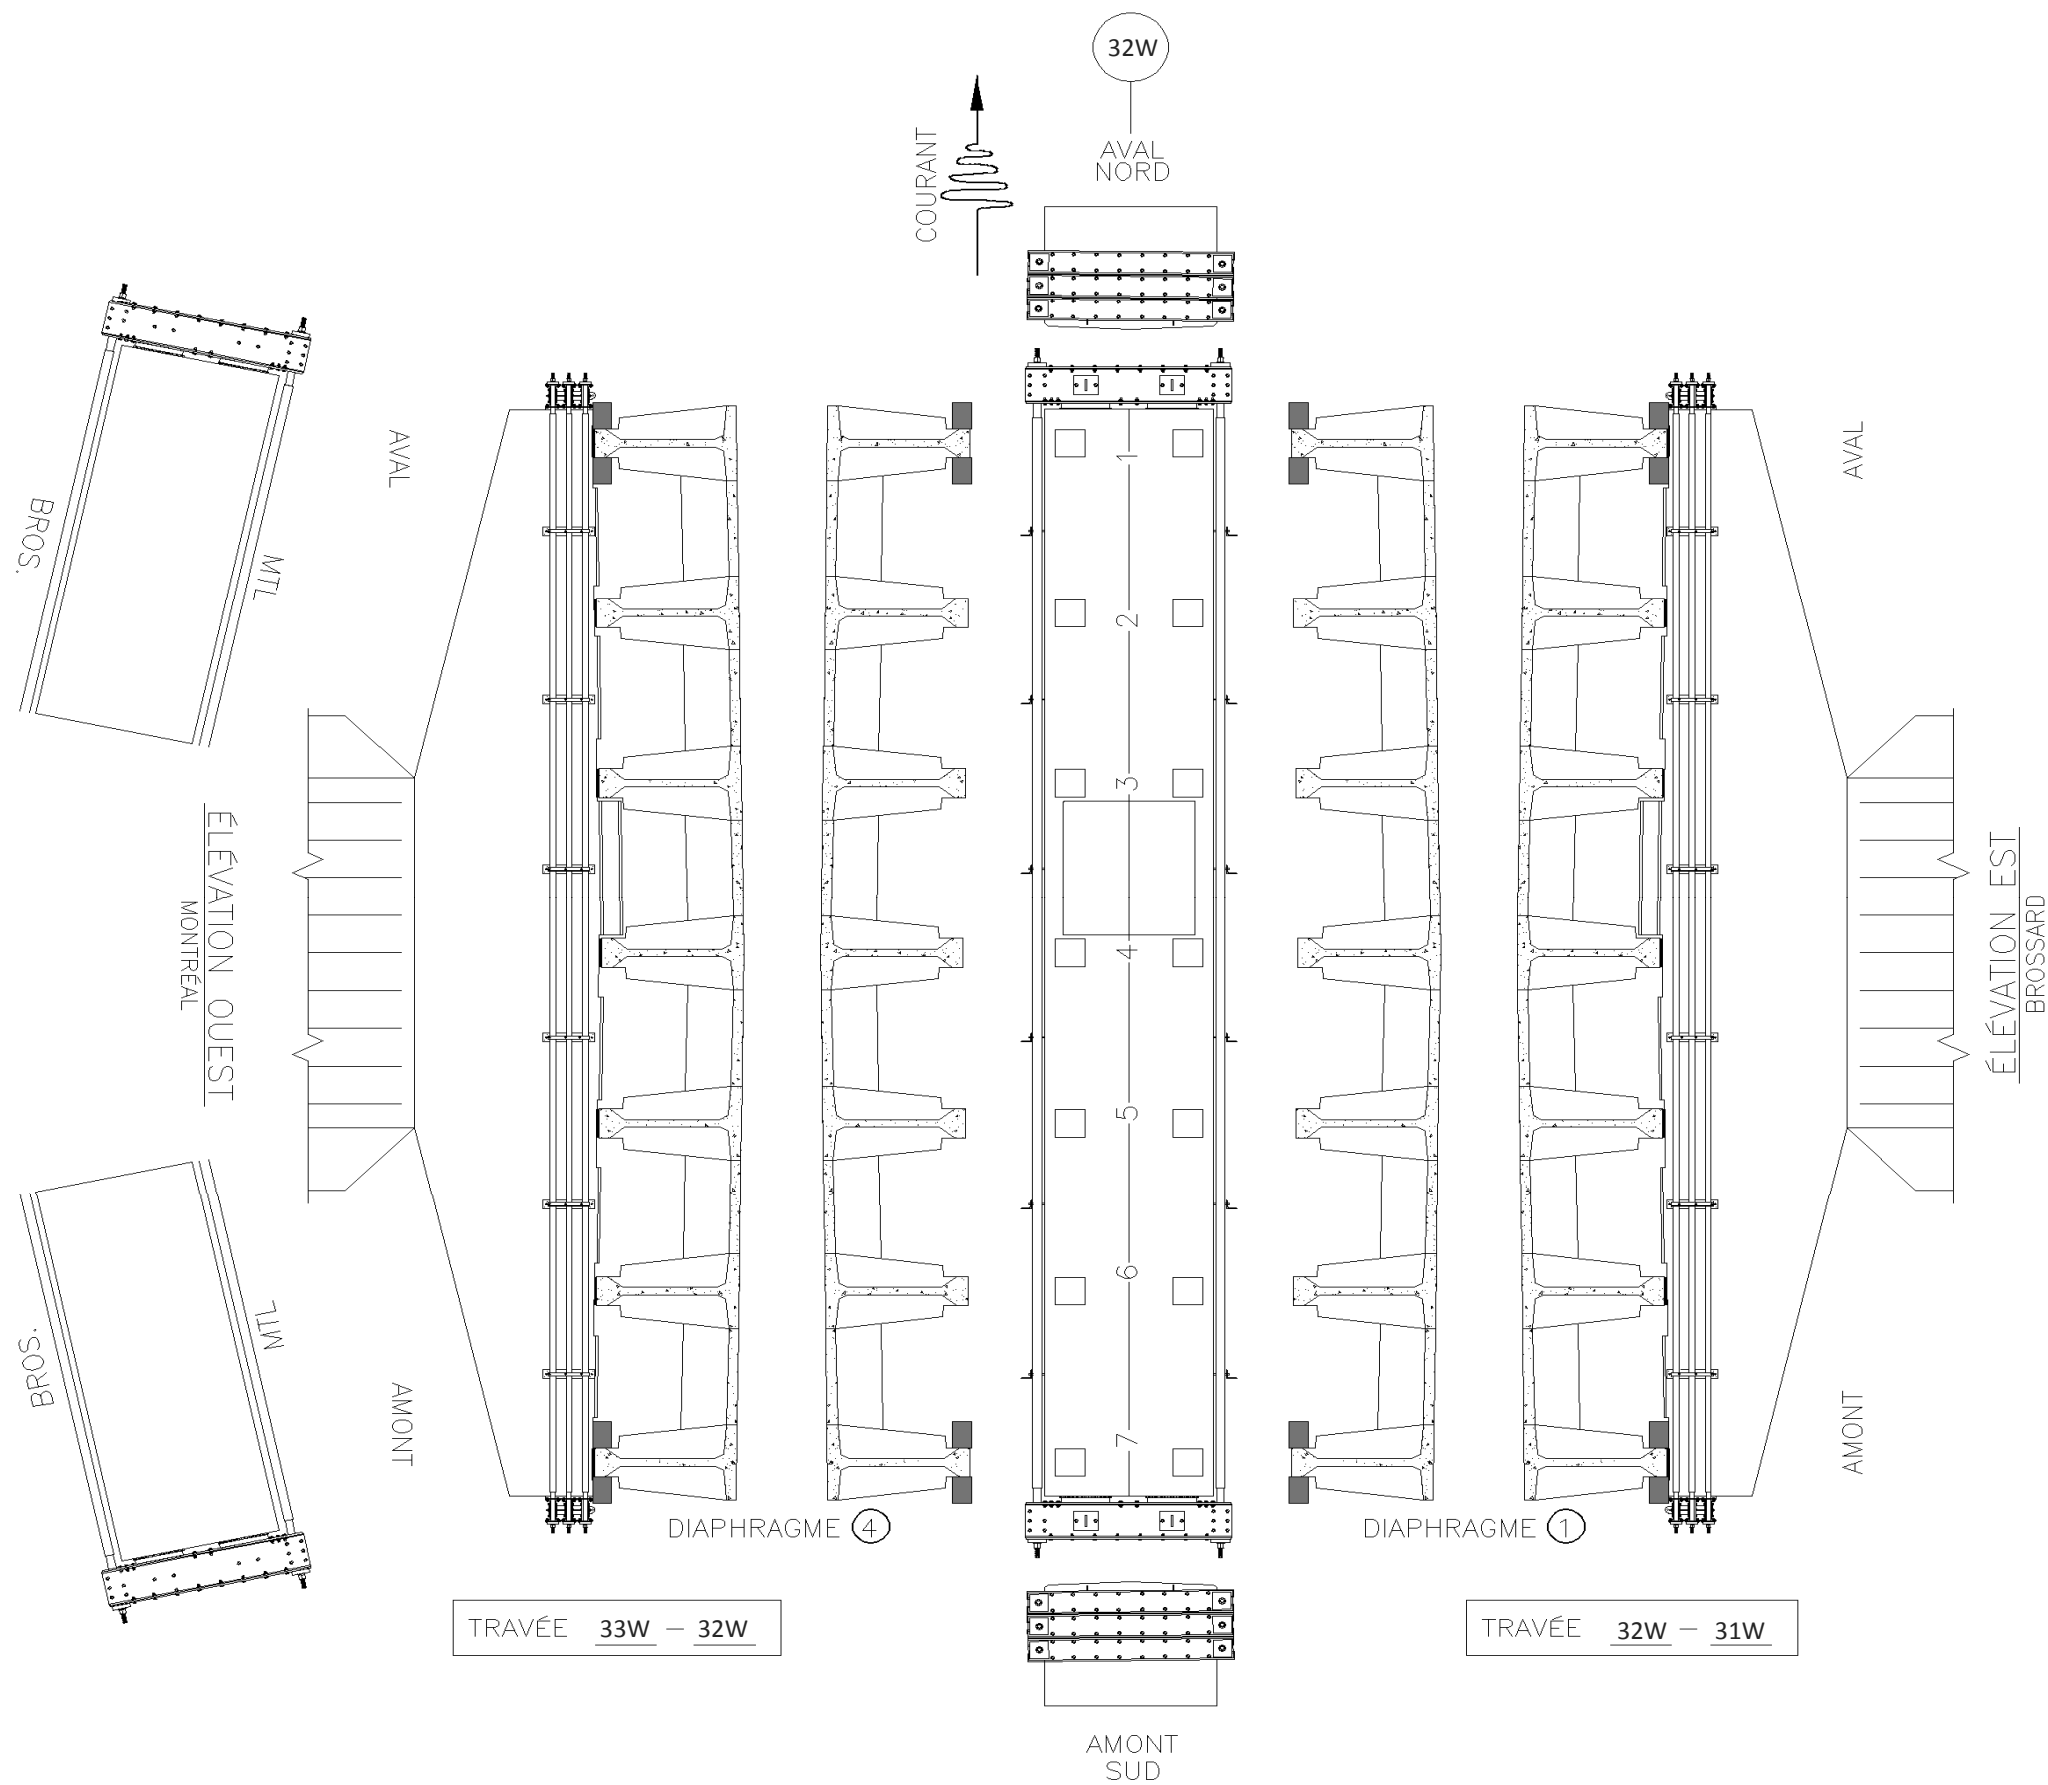 32W
AVAL
NORD
COURANT
AVAL
AVAL
BROS.
MTL
1
2
3
4
5
6
7
ÉLÉVATION OUEST
MONTRÉAL
ÉLÉVATION EST
BROSSARD
BROS.
MTL
AMONT
AMONT
DIAPHRAGME 4
DIAPHRAGME 1
TRAVÉE 33W - 32W
TRAVÉE 32W - 31W
AMONT
SUD